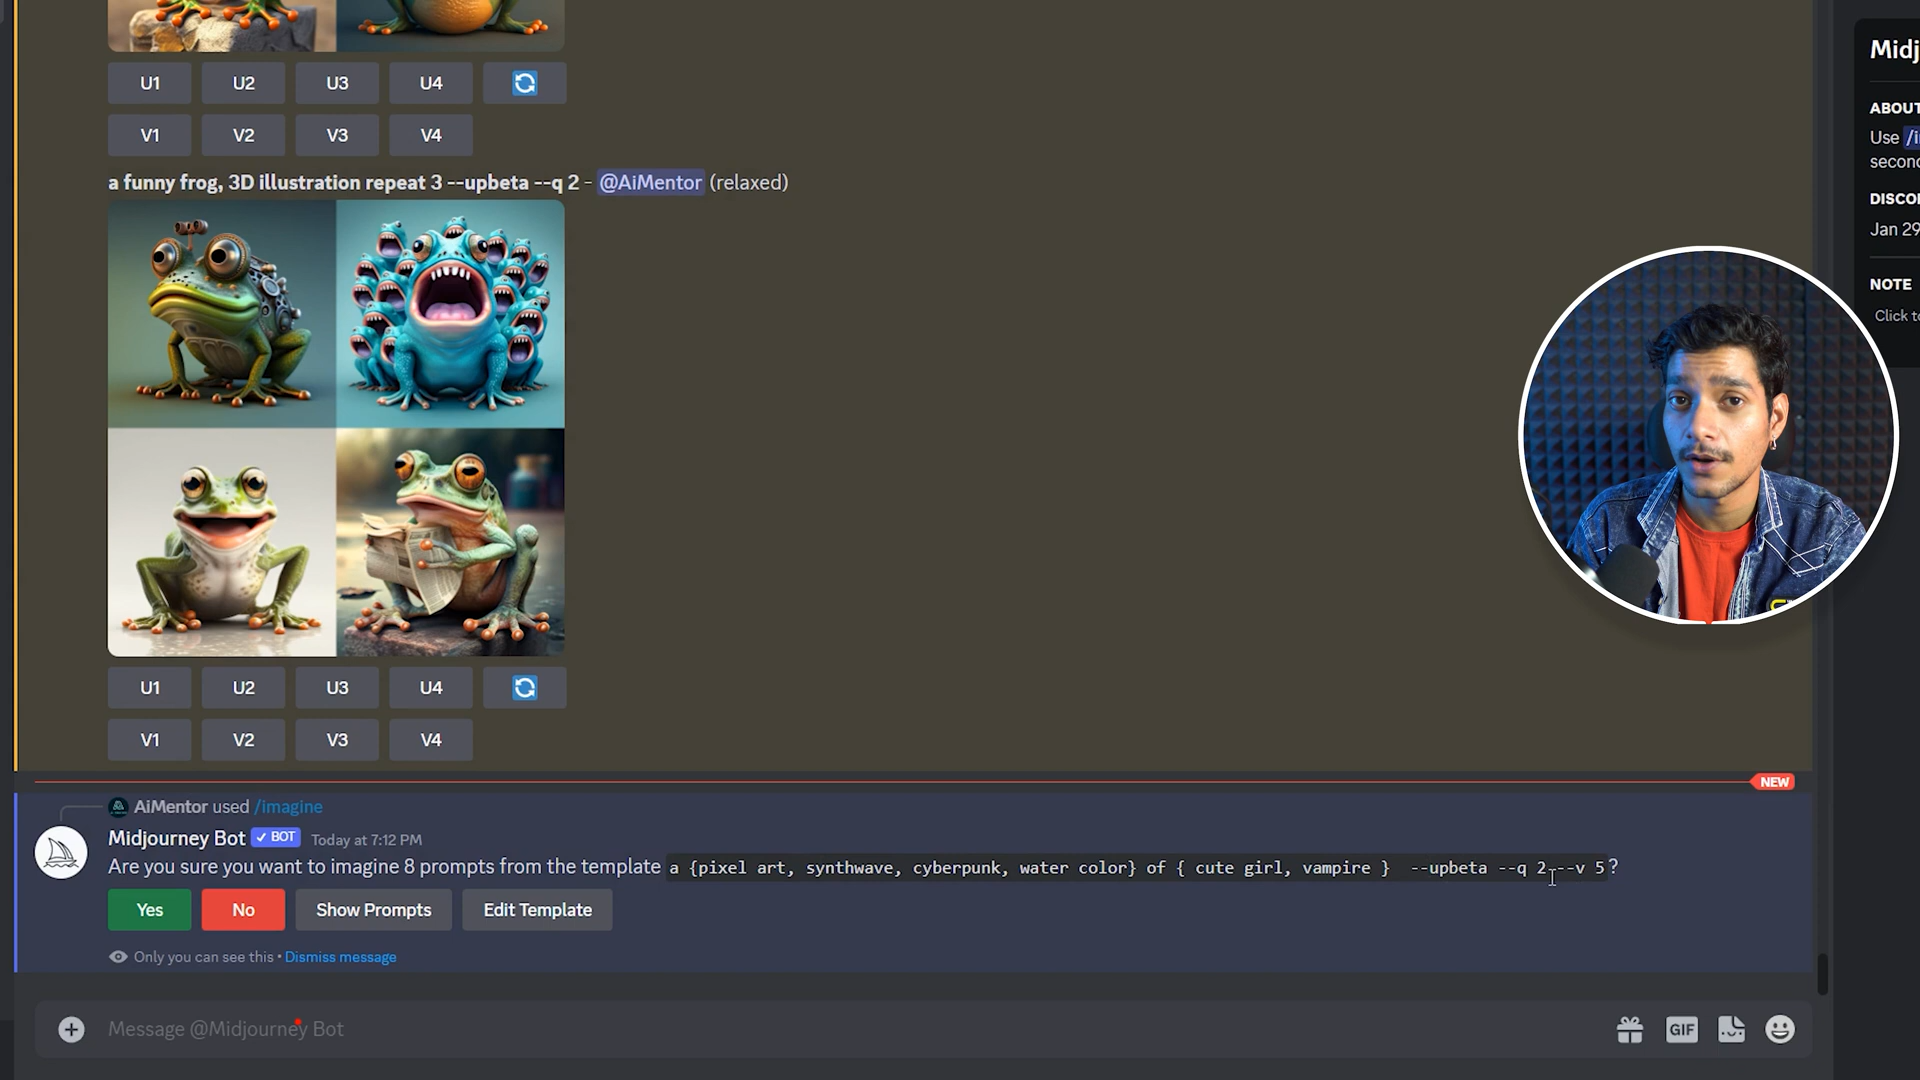 U1 U2 U3 U4
V1 V2 V3 V4
a funny frog, 3D illustration repeat 3 --upbeta --q 2 - @AiMentor (relaxed)
U1 U2 U3 U4
V1 V2 V3 V4
NEW
AiMentor used /imagine
Midjourney Bot ✓ BOT Today at 7:12 PM
Are you sure you want to imagine 8 prompts from the template a {pixel art, synthwave, cyberpunk, water color} of { cute girl, vampire } --upbeta --q 2 --v 5?
Yes No Show Prompts Edit Template
Only you can see this • Dismiss message
Message @Midjourney Bot
GIF
Midj
ABOUT
Use /i
secon
DISCO
Jan 29
NOTE
Click to